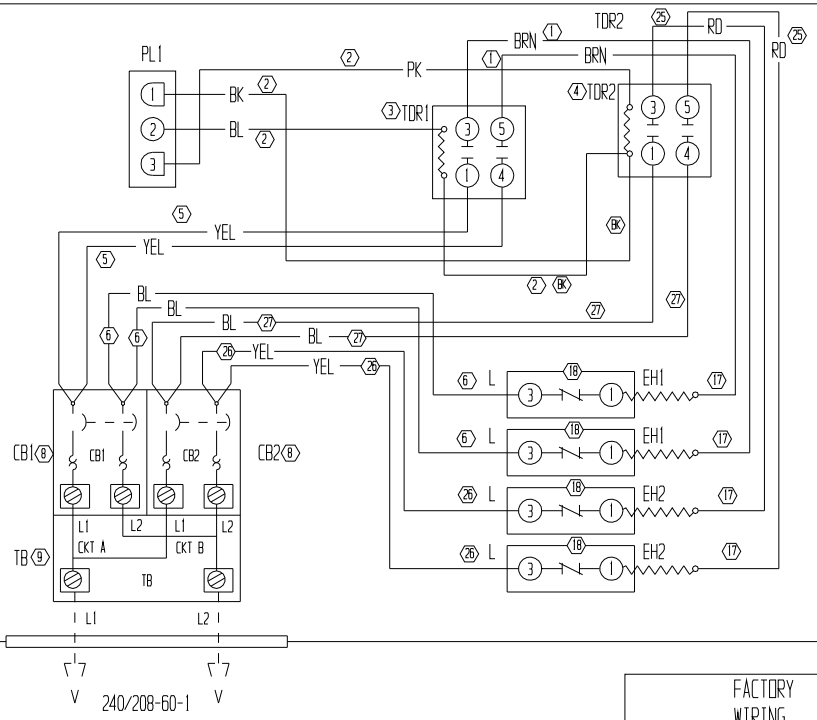 TDR2 25 RD
1 BRN 25
PL1 2 1 BRN RD
PK
1 2 BK 4 TDR2 3 5
3 TDR1
2 BL 2 3 5
3 1 4
1 4
5 YEL BK
YEL
5 2 BK
BL 27 27
6 6 BL
BL 27
BL 27
26 YEL
YEL 26
6 L 18 EH1 17
3 1
6 L 18 EH1 17
3 1
CB1 8 CB1 CB2 CB2 8
26 L 18 EH2 17
3 1
L1 L2 L1 L2
CKT A CKT B
26 L 18 EH2 17
3 1
TB 9 TB
L1 L2
V V
240/208-60-1
FACTORY
WIRING